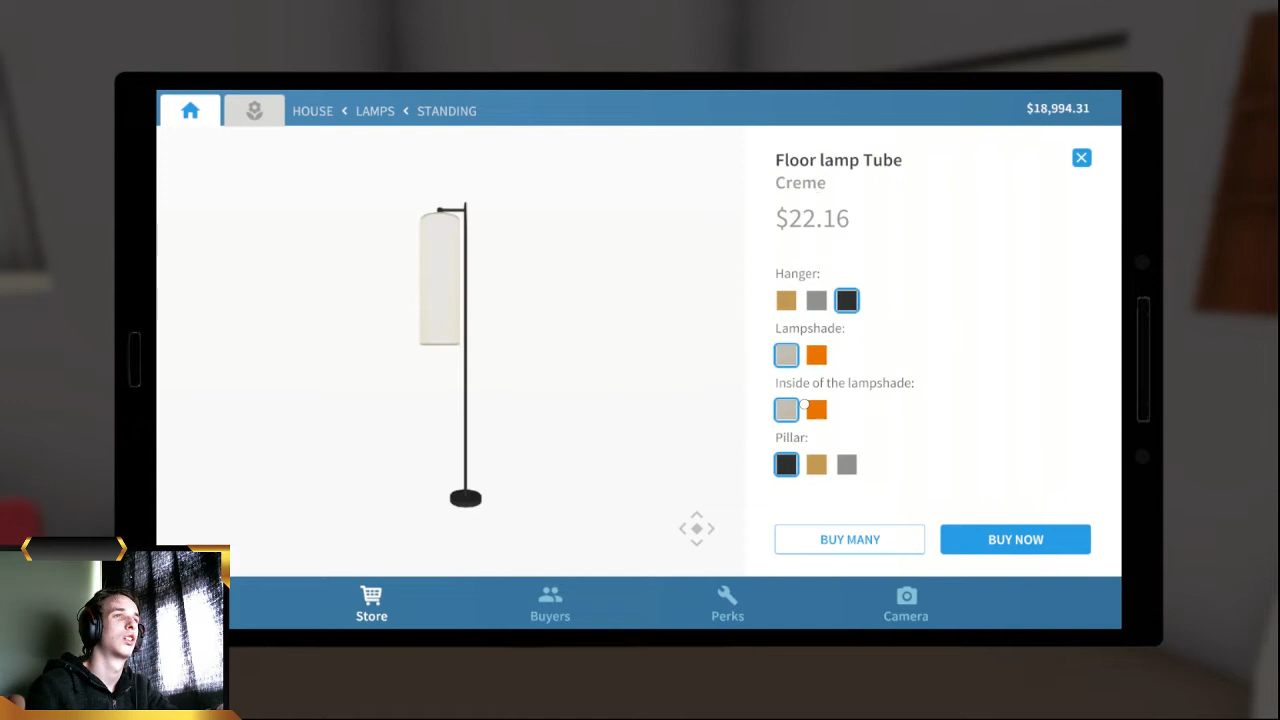 HOUSE < LAMPS < STANDING
$18,994.31
Floor lamp Tube
Creme
$22.16
Hanger:
Lampshade:
Inside of the lampshade:
Pillar:
BUY MANY
BUY NOW
Store
Buyers
Perks
Camera